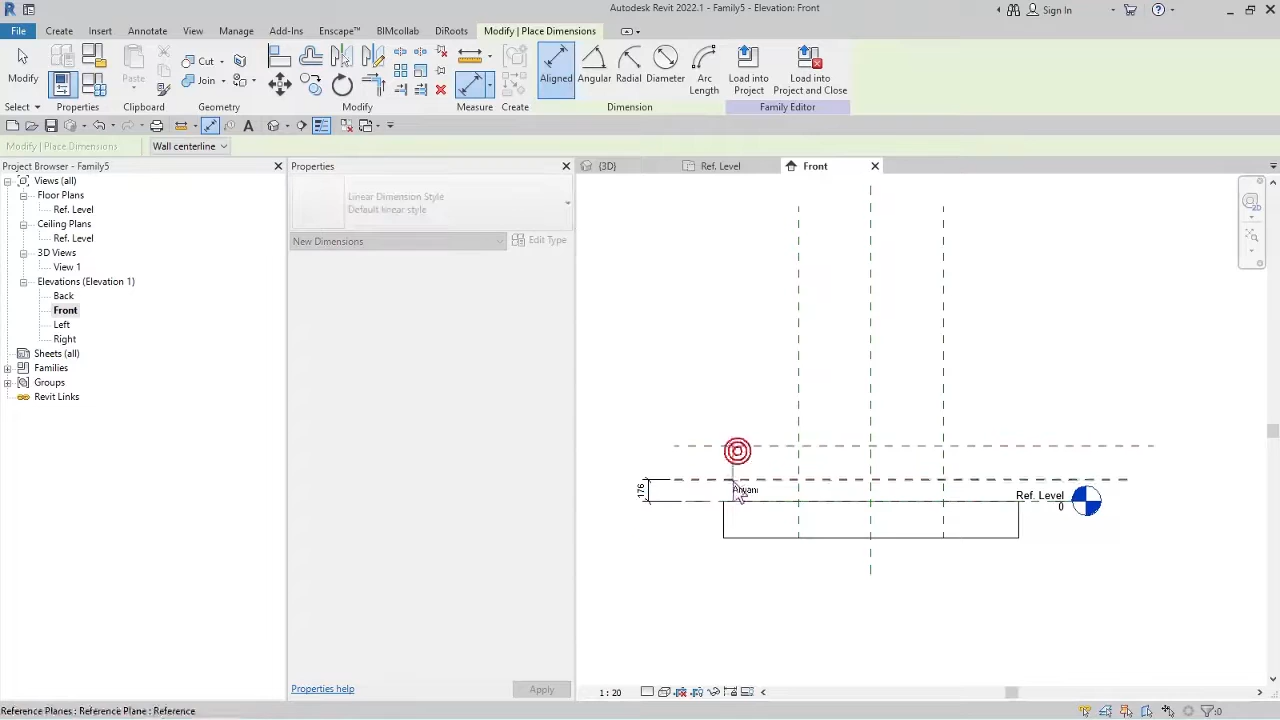 Autodesk Revit 2022.1 - Family5 - Elevation: Front
Sign In
File Create Insert Annotate View Manage Add-Ins Enscape™ BIMcollab DiRoots Modify | Place Dimensions
Modify Paste Cut Join Aligned Angular Radial Diameter Arc Length Load into Project Load into Project and Close
Select Properties Clipboard Geometry Modify Measure Create Dimension Family Editor
A
Modify | Place Dimensions Wall centerline
Project Browser - Family5
Views (all)
Floor Plans
Ref. Level
Ceiling Plans
Ref. Level
3D Views
View 1
Elevations (Elevation 1)
Back
Front
Left
Right
Sheets (all)
Families
Groups
Revit Links
Properties
Linear Dimension Style
Default linear style
New Dimensions Edit Type
Properties help Apply
{3D} Ref. Level Front
2D
176
Ref. Level
0
1 : 20
Reference Planes : Reference Plane : Reference
:0